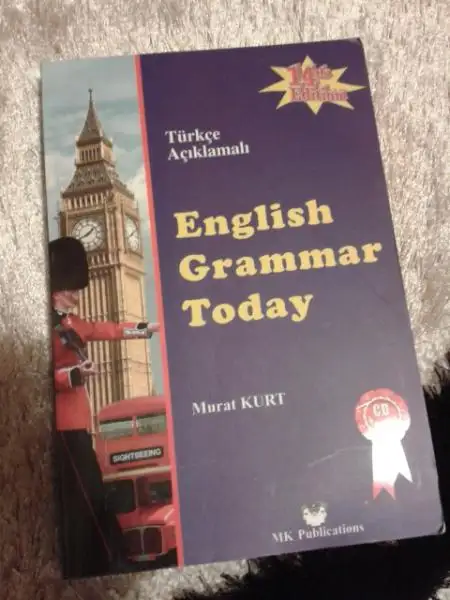 14th
Edition
Türkçe
Açıklamalı
English
Grammar
Today
Murat KURT
CD
SIGHTSEEING
MK Publications